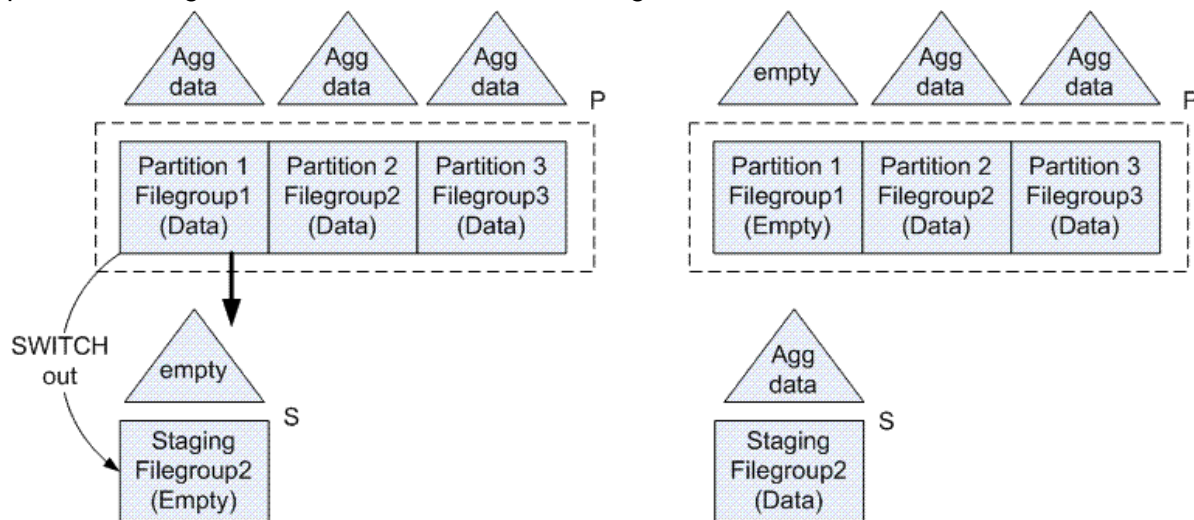 Agg
data
Agg
data
Agg
data
P
Partition 1
Filegroup1
(Data)
Partition 2
Filegroup2
(Data)
Partition 3
Filegroup3
(Data)
SWITCH
out
empty
S
Staging
Filegroup2
(Empty)
empty
Agg
data
Agg
data
P
Partition 1
Filegroup1
(Empty)
Partition 2
Filegroup2
(Data)
Partition 3
Filegroup3
(Data)
Agg
data
S
Staging
Filegroup2
(Data)